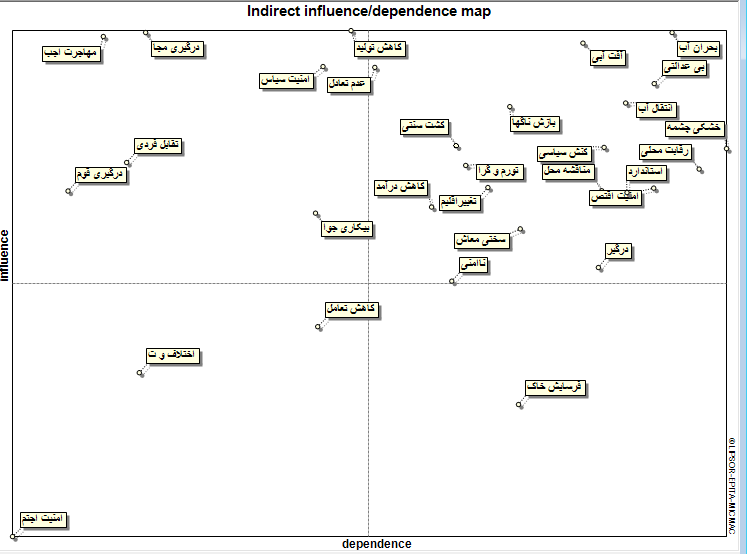 Indirect influence/dependence map
مهاجرت اجب
درگیری مجا
کاهش تولید
بحران آب
افت آبی
بی عدالتی
امنیت سیاس
عدم تعادل
انتقال آب
بازش ناگها
کشت سنتی
خشکی چشمه
تقابل فردی
کنش سیاسی
رقابت محلی
درگیری قوم
تورم و گرا
مناقشه محل
استاندارد
کاهش درآمد
تغییراقلیم
امنیت اقتص
بیکاری جوا
سختی معاش
درگیر
ناامنی
influence
کاهش تعامل
اختلاف و ت
فرسایش خاک
امنیت اجتم
dependence
©LIPSOR-EPITA-MICMAC